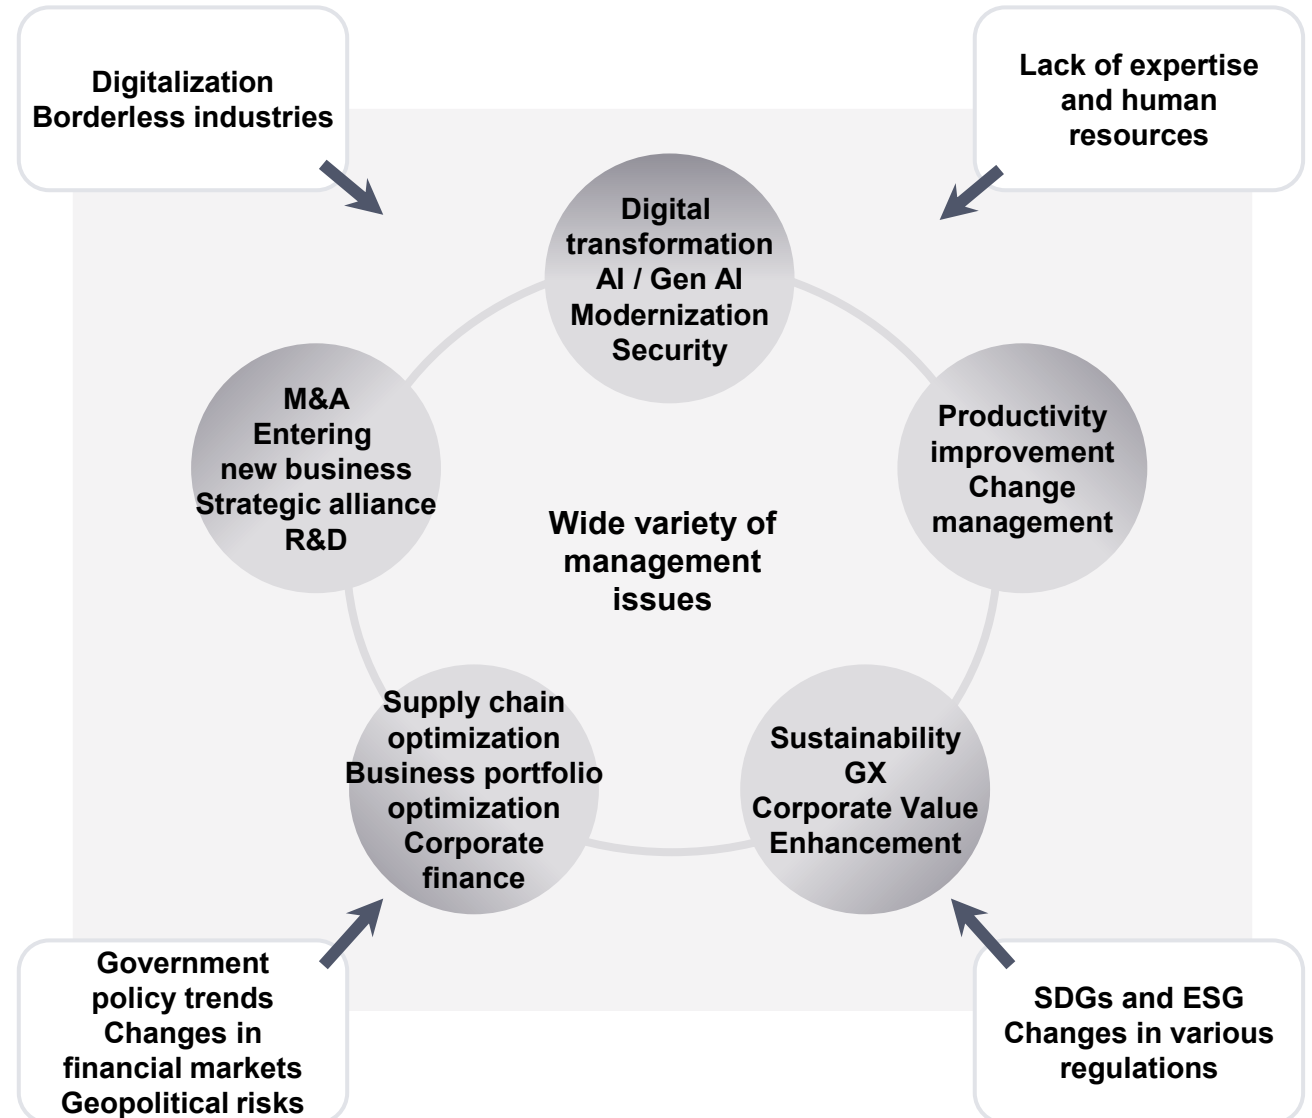 Digitalization
Borderless industries
Lack of expertise
and human
resources
Digital
transformation
AI / Gen AI
Modernization
Security
M&A
Entering
new business
Strategic alliance
R&D
Productivity
improvement
Change
management
Wide variety of
management
issues
Supply chain
optimization
Business portfolio
optimization
Corporate
finance
Sustainability
GX
Corporate Value
Enhancement
Government
policy trends
Changes in
financial markets
Geopolitical risks
SDGs and ESG
Changes in various
regulations